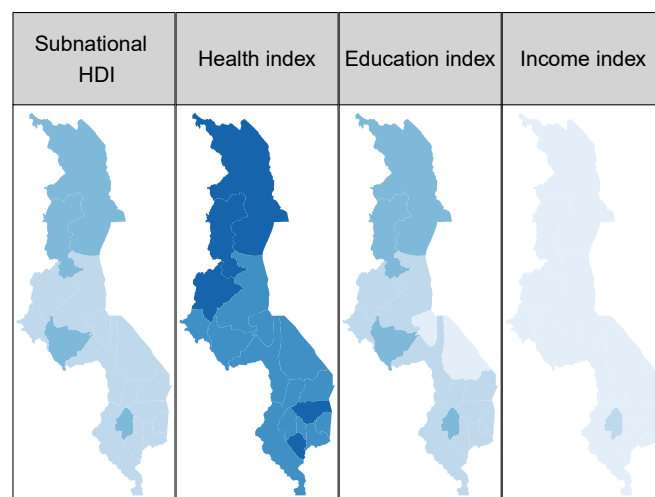 Subnational
HDI
Health index
Education index
Income index